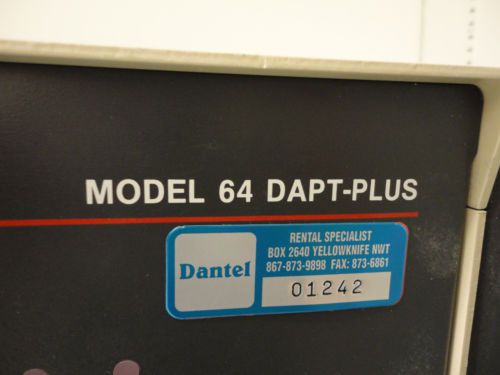 MODEL 64 DAPT-PLUS
Dantel
RENTAL SPECIALIST
BOX 2640 YELLOWKNIFE NWT
867-873-9898 FAX: 873-6861
01242